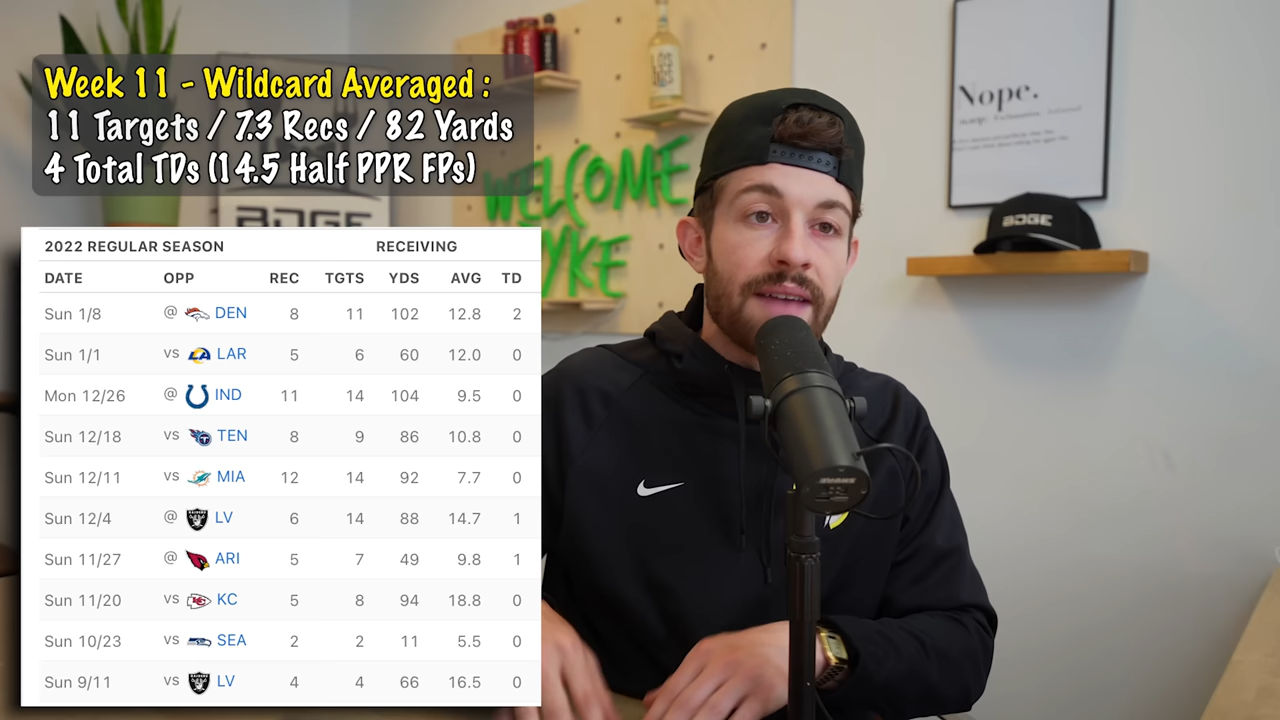 Week 11 - Wildcard Averaged :
11 Targets / 7.3 Recs / 82 Yards
4 Total TDs (14.5 Half PPR FPs)
BDGE
WELCOME
FYKE
Nope.
BDGE
2022 REGULAR SEASON RECEIVING
DATE OPP REC TGTS YDS AVG TD
Sun 1/8 @ DEN 8 11 102 12.8 2
Sun 1/1 vs LAR 5 6 60 12.0 0
Mon 12/26 @ IND 11 14 104 9.5 0
Sun 12/18 vs TEN 8 9 86 10.8 0
Sun 12/11 vs MIA 12 14 92 7.7 0
Sun 12/4 @ LV 6 14 88 14.7 1
Sun 11/27 @ ARI 5 7 49 9.8 1
Sun 11/20 vs KC 5 8 94 18.8 0
Sun 10/23 vs SEA 2 2 11 5.5 0
Sun 9/11 vs LV 4 4 66 16.5 0